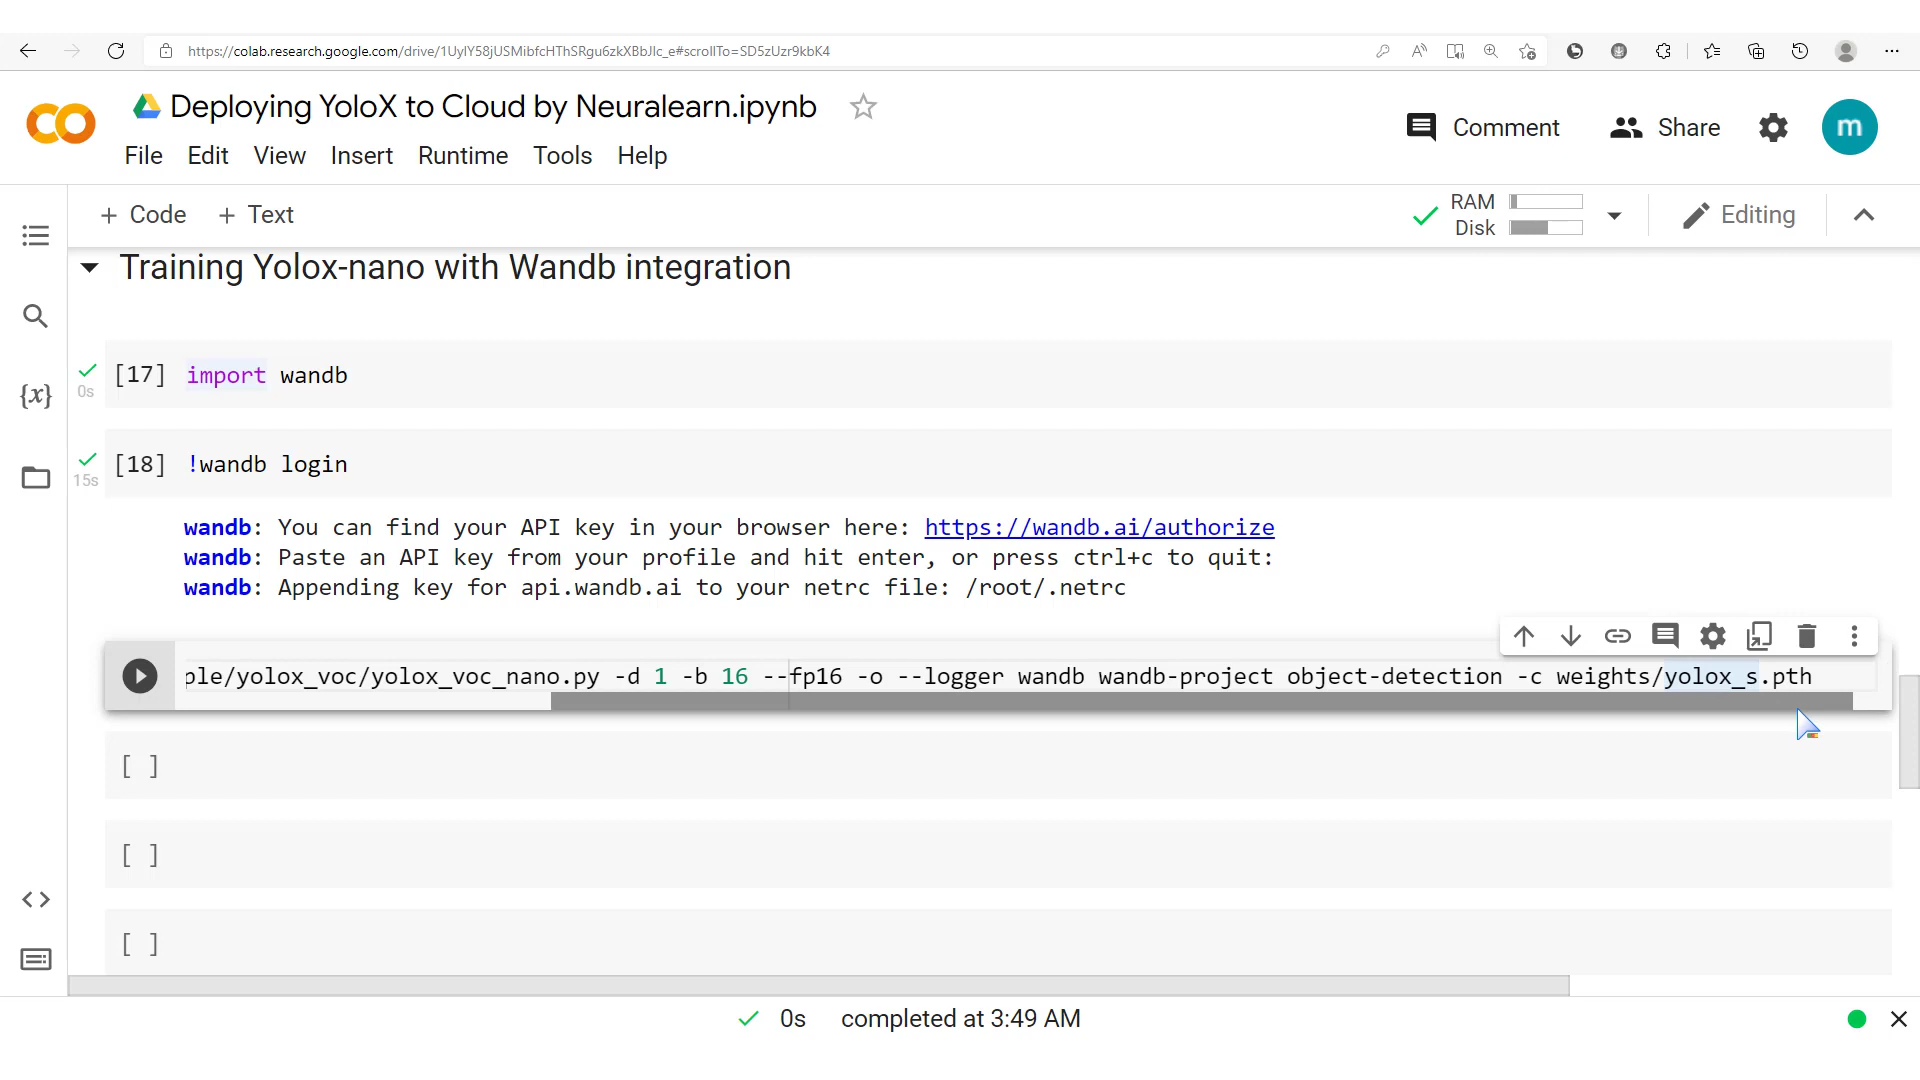 https://colab.research.google.com/drive/1UylY58jUSMibfcHThSRgu6zkXBbJlc_e#scrollTo=SD5zUzr9kbK4
Deploying YoloX to Cloud by Neuralearn.ipynb
Comment
Share
m
File Edit View Insert Runtime Tools Help
+ Code + Text
RAM
Disk
Editing
Training Yolox-nano with Wandb integration
[17] import wandb
0s
[18] !wandb login
15s
wandb: You can find your API key in your browser here: https://wandb.ai/authorize
wandb: Paste an API key from your profile and hit enter, or press ctrl+c to quit:
wandb: Appending key for api.wandb.ai to your netrc file: /root/.netrc
ple/yolox_voc/yolox_voc_nano.py -d 1 -b 16 --fp16 -o --logger wandb wandb-project object-detection -c weights/yolox_s.pth
[ ]
[ ]
[ ]
0s completed at 3:49 AM